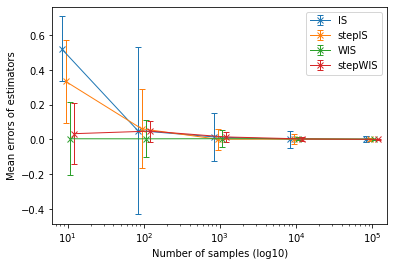 IS
stepIS
WIS
stepWIS
Mean errors of estimators
0.6
0.4
0.2
0.0
−0.2
−0.4
10¹ 10² 10³ 10⁴ 10⁵
Number of samples (log10)